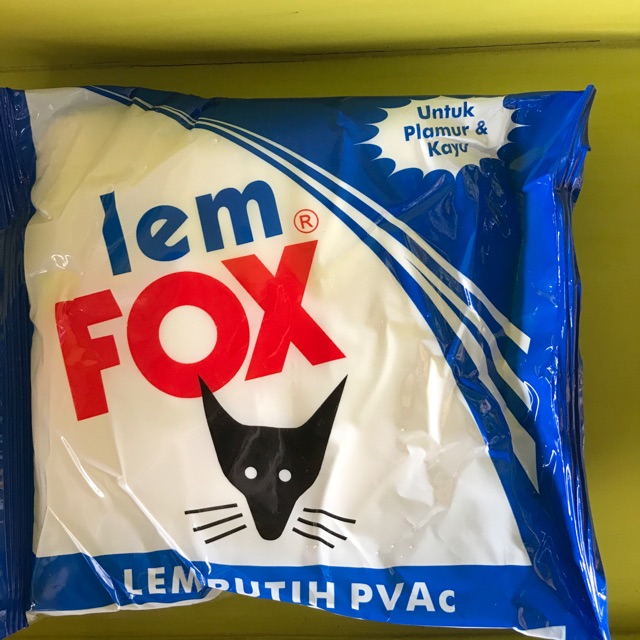 Untuk
Plamur &
Kayu
lem ®
FOX
LEM PUTIH PVAc